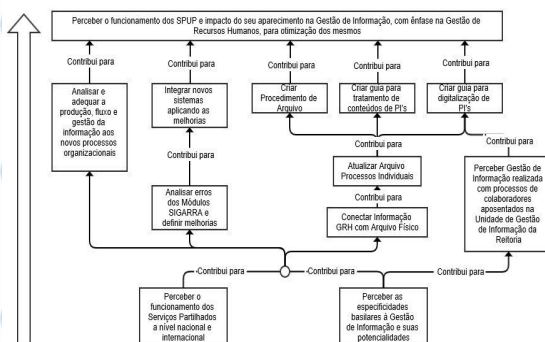 Perceber o funcionamento dos SPUP e impacto do seu aparecimento na Gestão de Informação, com ênfase na Gestão de
Recursos Humanos, para otimização dos mesmos
Contribui para
Contribui para
Contribui para
Contribui para
Contribui para
Analisar e
adequar a
produção, fluxo e
gestão da
informação aos
novos processos
organizacionais
Integrar novos
sistemas
aplicando as
melhorias
Criar
Procedimento de
Arquivo
Criar guia para
tratamento de
conteúdos de PI's
Criar guia para
digitalização de
PI's
Contribui para
Contribui para
Contribui para
Atualizar Arquivo
Processos Individuais
Perceber Gestão de
Informação realizada
com processos de
colaboradores
aposentados na
Unidade de Gestão
de Informação da
Reitoria
Contribui para
Analisar erros
dos Módulos
SIGARRA e
definir melhorias
Conectar Informação
GRH com Arquivo Físico
Contribui para
Contribui para
Contribui para
Perceber o
funcionamento dos
Serviços Partilhados
a nível nacional e
internacional
Perceber as
especificidades
basilares à Gestão
de Informação e suas
potencialidades